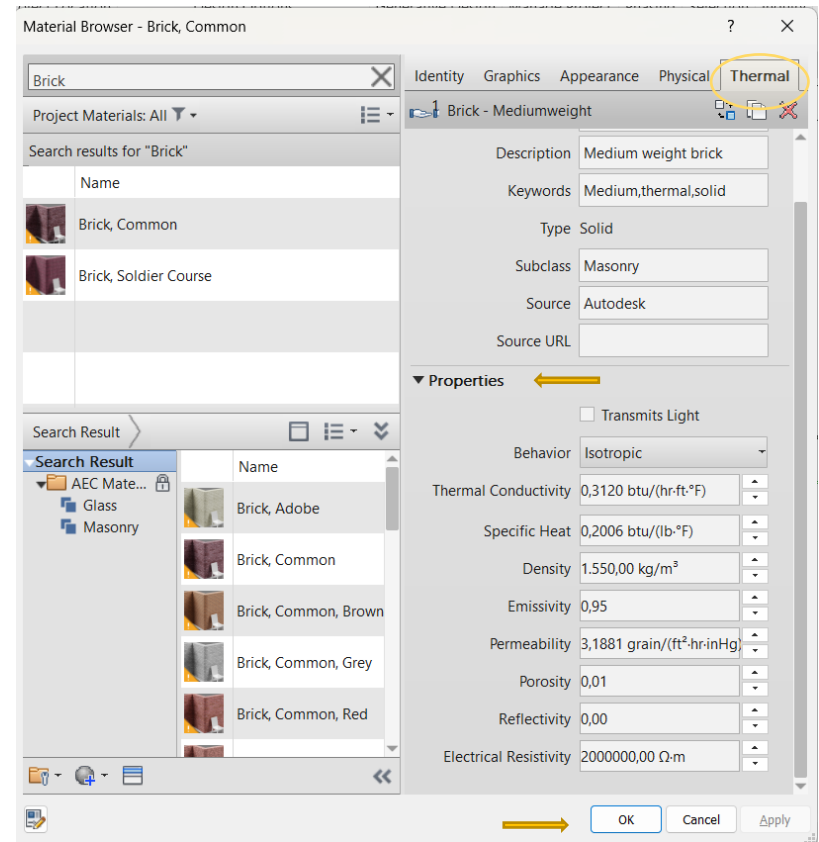 Material Browser - Brick, Common
?
Brick
Project Materials: All
Search results for "Brick"
Name
Brick, Common
Brick, Soldier Course
Search Result
Search Result
AEC Mate...
Glass
Masonry
Name
Brick, Adobe
Brick, Common
Brick, Common, Brown
Brick, Common, Grey
Brick, Common, Red
Identity Graphics Appearance Physical Thermal
1 Brick - Mediumweight
Description Medium weight brick
Keywords Medium,thermal,solid
Type Solid
Subclass Masonry
Source Autodesk
Source URL
Properties
Transmits Light
Behavior Isotropic
Thermal Conductivity 0,3120 btu/(hr·ft·°F)
Specific Heat 0,2006 btu/(lb·°F)
Density 1.550,00 kg/m³
Emissivity 0,95
Permeability 3,1881 grain/(ft²·hr·inHg)
Porosity 0,01
Reflectivity 0,00
Electrical Resistivity 2000000,00 Ω·m
OK Cancel Apply